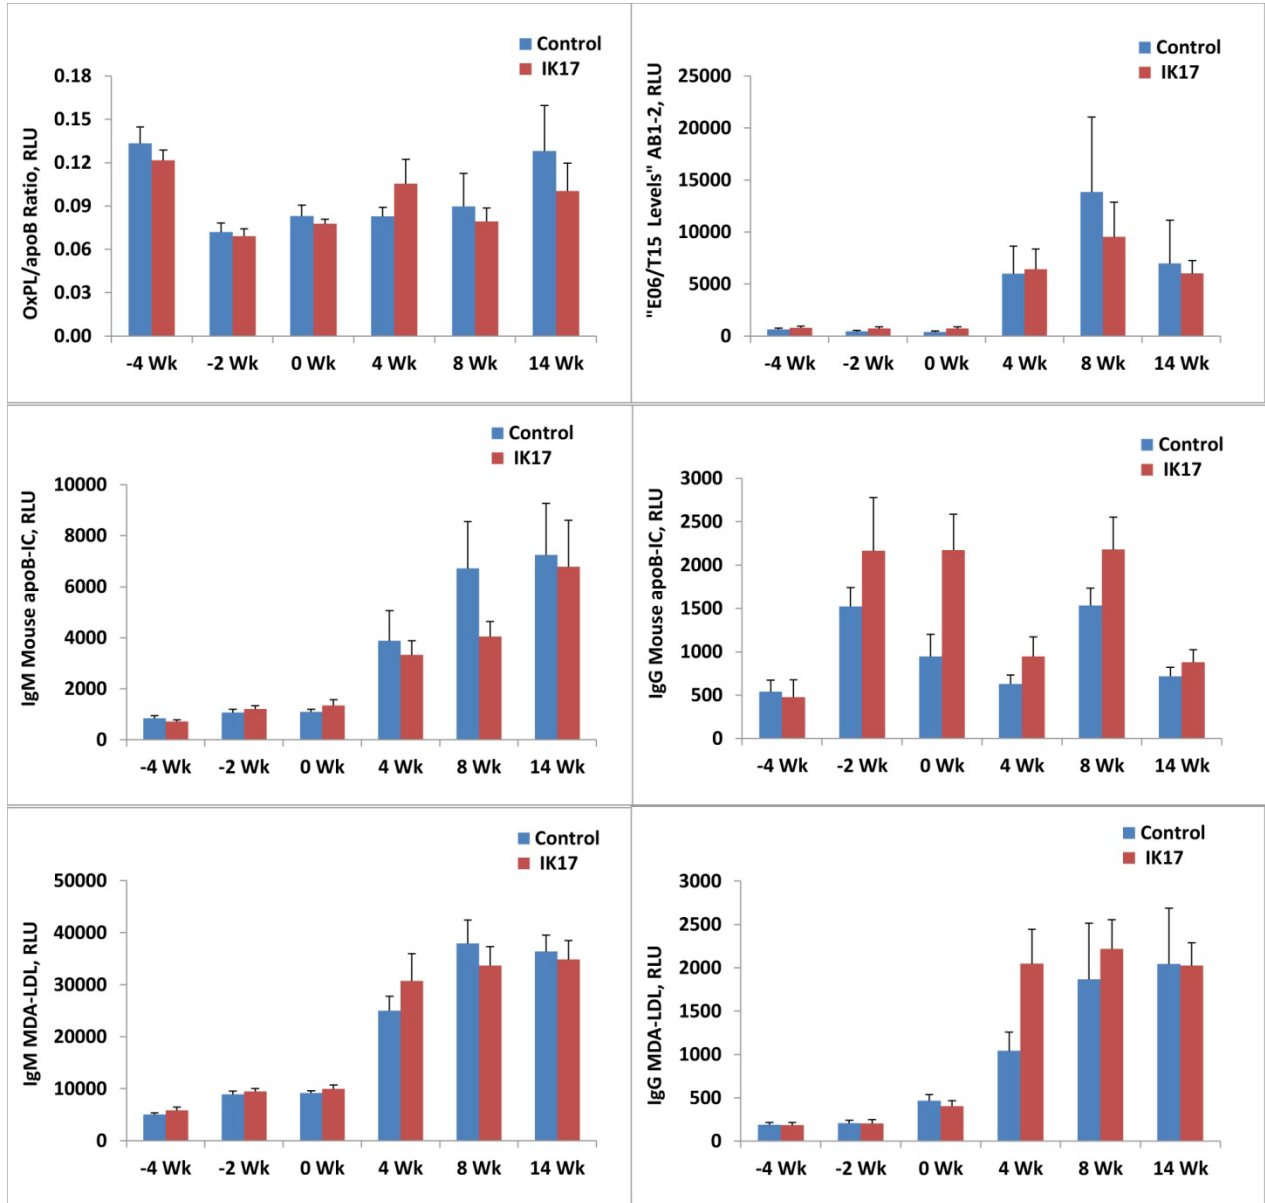 Control
IK17
OxPL/apoB Ratio, RLU
0.18
0.15
0.12
0.09
0.06
0.03
0.00
-4 Wk -2 Wk 0 Wk 4 Wk 8 Wk 14 Wk
Control
IK17
"E06/T15 Levels" AB1-2, RLU
25000
20000
15000
10000
5000
0
-4 Wk -2 Wk 0 Wk 4 Wk 8 Wk 14 Wk
Control
IK17
IgM Mouse apoB-IC, RLU
10000
8000
6000
4000
2000
0
-4 Wk -2 Wk 0 Wk 4 Wk 8 Wk 14 Wk
Control
IK17
IgG Mouse apoB-IC, RLU
3000
2500
2000
1500
1000
500
0
-4 Wk -2 Wk 0 Wk 4 Wk 8 Wk 14 Wk
Control
IK17
IgM MDA-LDL, RLU
50000
40000
30000
20000
10000
0
-4 Wk -2 Wk 0 Wk 4 Wk 8 Wk 14 Wk
Control
IK17
IgG MDA-LDL, RLU
3000
2500
2000
1500
1000
500
0
-4 Wk -2 Wk 0 Wk 4 Wk 8 Wk 14 Wk